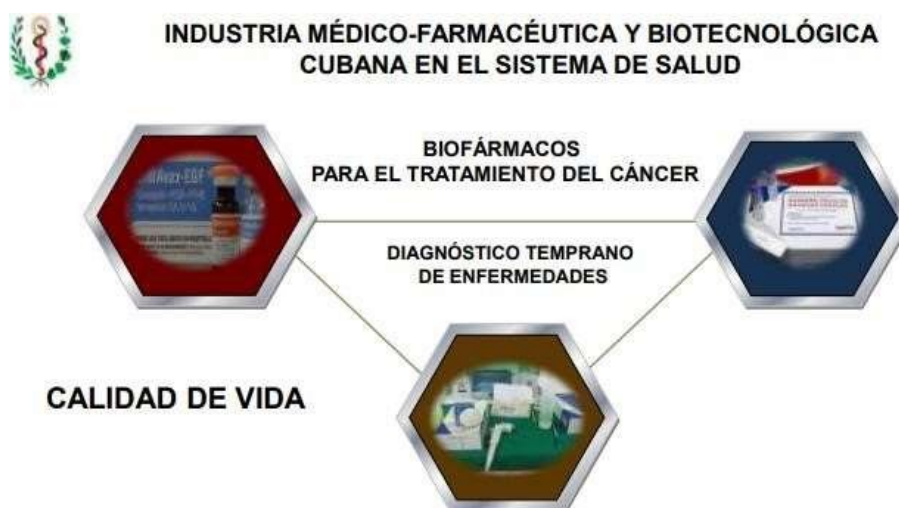 INDUSTRIA MÉDICO-FARMACÉUTICA Y BIOTECNOLÓGICA
CUBANA EN EL SISTEMA DE SALUD
BIOFÁRMACOS
PARA EL TRATAMIENTO DEL CÁNCER
DIAGNÓSTICO TEMPRANO
DE ENFERMEDADES
CALIDAD DE VIDA